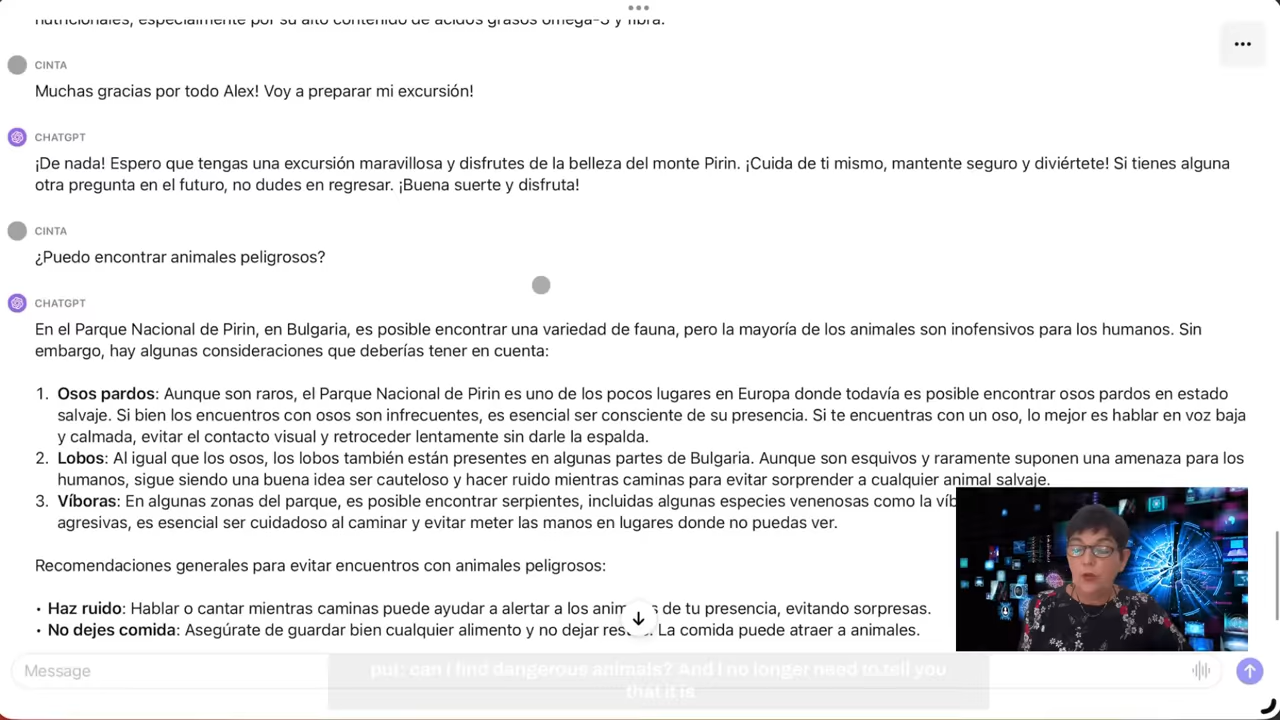 nutricionales, especialmente por su alto contenido de ácidos grasos omega-3 y fibra.
CINTA
Muchas gracias por todo Alex! Voy a preparar mi excursión!
CHATGPT
¡De nada! Espero que tengas una excursión maravillosa y disfrutes de la belleza del monte Pirin. ¡Cuida de ti mismo, mantente seguro y diviértete! Si tienes alguna
otra pregunta en el futuro, no dudes en regresar. ¡Buena suerte y disfruta!
CINTA
¿Puedo encontrar animales peligrosos?
CHATGPT
En el Parque Nacional de Pirin, en Bulgaria, es posible encontrar una variedad de fauna, pero la mayoría de los animales son inofensivos para los humanos. Sin
embargo, hay algunas consideraciones que deberías tener en cuenta:
1. Osos pardos: Aunque son raros, el Parque Nacional de Pirin es uno de los pocos lugares en Europa donde todavía es posible encontrar osos pardos en estado
salvaje. Si bien los encuentros con osos son infrecuentes, es esencial ser consciente de su presencia. Si te encuentras con un oso, lo mejor es hablar en voz baja
y calmada, evitar el contacto visual y retroceder lentamente sin darle la espalda.
2. Lobos: Al igual que los osos, los lobos también están presentes en algunas partes de Bulgaria. Aunque son esquivos y raramente suponen una amenaza para los
humanos, sigue siendo una buena idea ser cauteloso y hacer ruido mientras caminas para evitar sorprender a cualquier animal salvaje.
3. Víboras: En algunas zonas del parque, es posible encontrar serpientes, incluidas algunas especies venenosas como la
agresivas, es esencial ser cuidadoso al caminar y evitar meter las manos en lugares donde no puedas ver.
Recomendaciones generales para evitar encuentros con animales peligrosos:
• Haz ruido: Hablar o cantar mientras caminas puede ayudar a alertar a los de tu presencia, evitando sorpresas.
• No dejes comida: Asegúrate de guardar bien cualquier alimento y no dejar La comida puede atraer a animales.
Message
put: can I find dangerous animals? And I no longer need to tell you
that it is